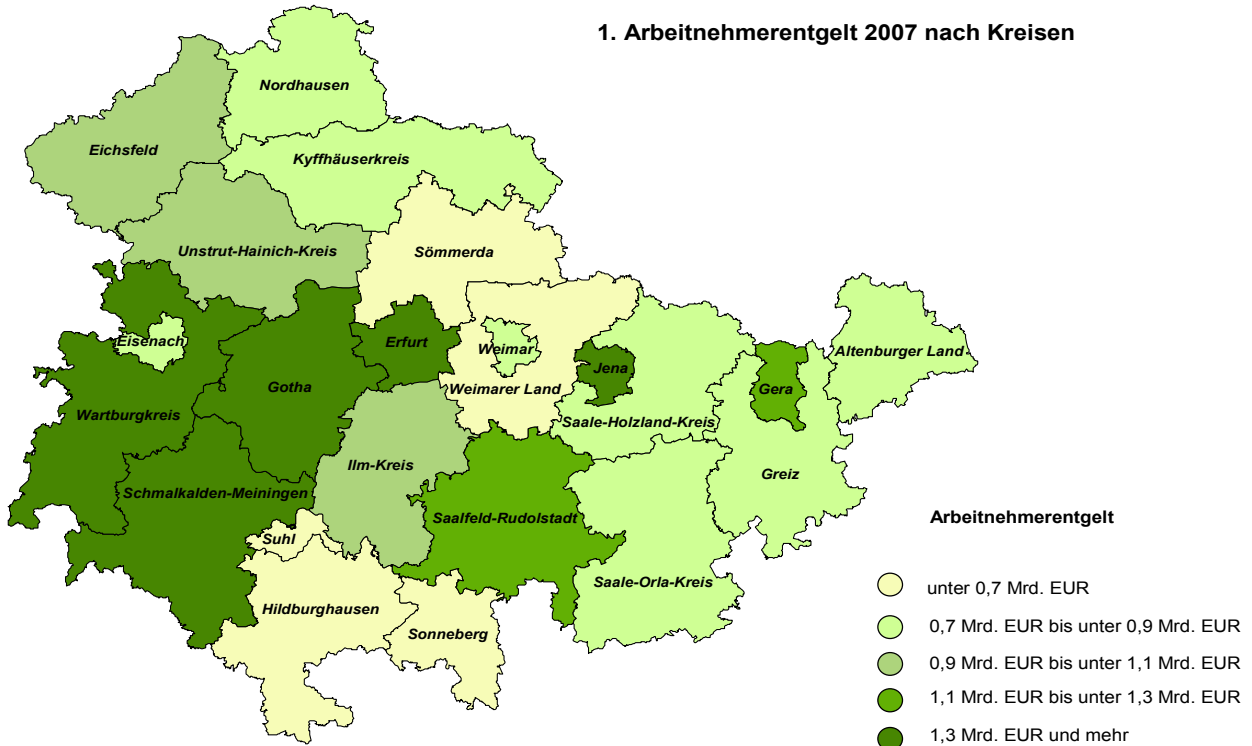 1. Arbeitnehmerentgelt 2007 nach Kreisen
Nordhausen
Eichsfeld
Kyffhäuserkreis
Unstrut-Hainich-Kreis
Sömmerda
Eisenach
Erfurt
Weimar
Altenburger Land
Jena
Gotha
Weimarer Land
Gera
Wartburgkreis
Saale-Holzland-Kreis
Ilm-Kreis
Greiz
Schmalkalden-Meiningen
Saalfeld-Rudolstadt
Suhl
Saale-Orla-Kreis
Hildburghausen
Sonneberg
Arbeitnehmerentgelt
unter 0,7 Mrd. EUR
0,7 Mrd. EUR bis unter 0,9 Mrd. EUR
0,9 Mrd. EUR bis unter 1,1 Mrd. EUR
1,1 Mrd. EUR bis unter 1,3 Mrd. EUR
1,3 Mrd. EUR und mehr